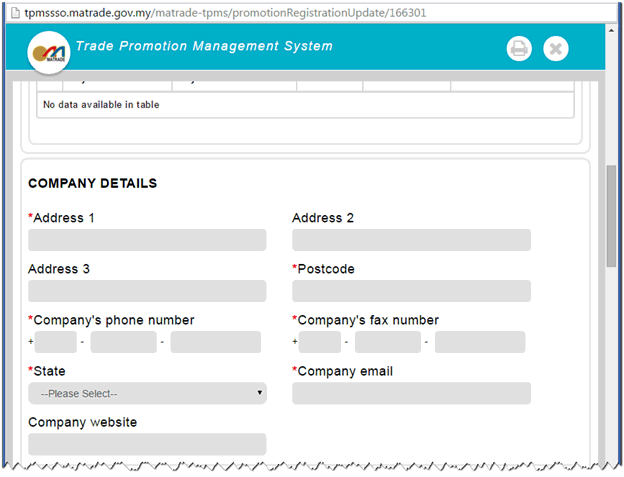 tpmssso.matrade.gov.my/matrade-tpms/promotionRegistrationUpdate/166301
MATRADE
Trade Promotion Management System
No data available in table
COMPANY DETAILS
*Address 1 Address 2
Address 3 *Postcode
*Company's phone number *Company's fax number
+ - - + - -
*State *Company email
--Please Select--
Company website